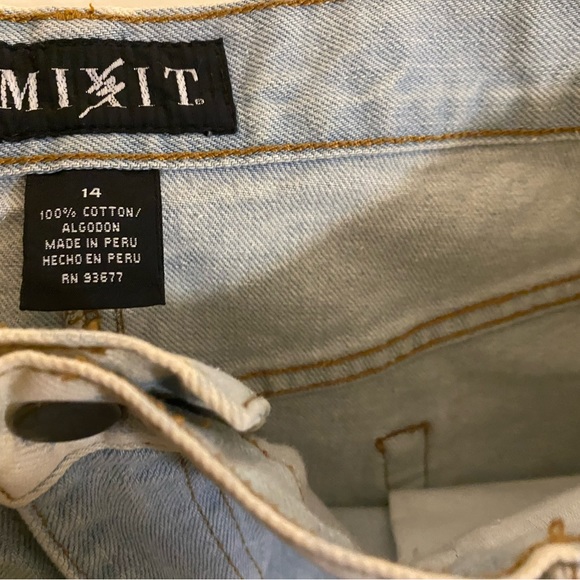 MIXIT
14
100% COTTON/
ALGODON
MADE IN PERU
HECHO EN PERU
RN 93677